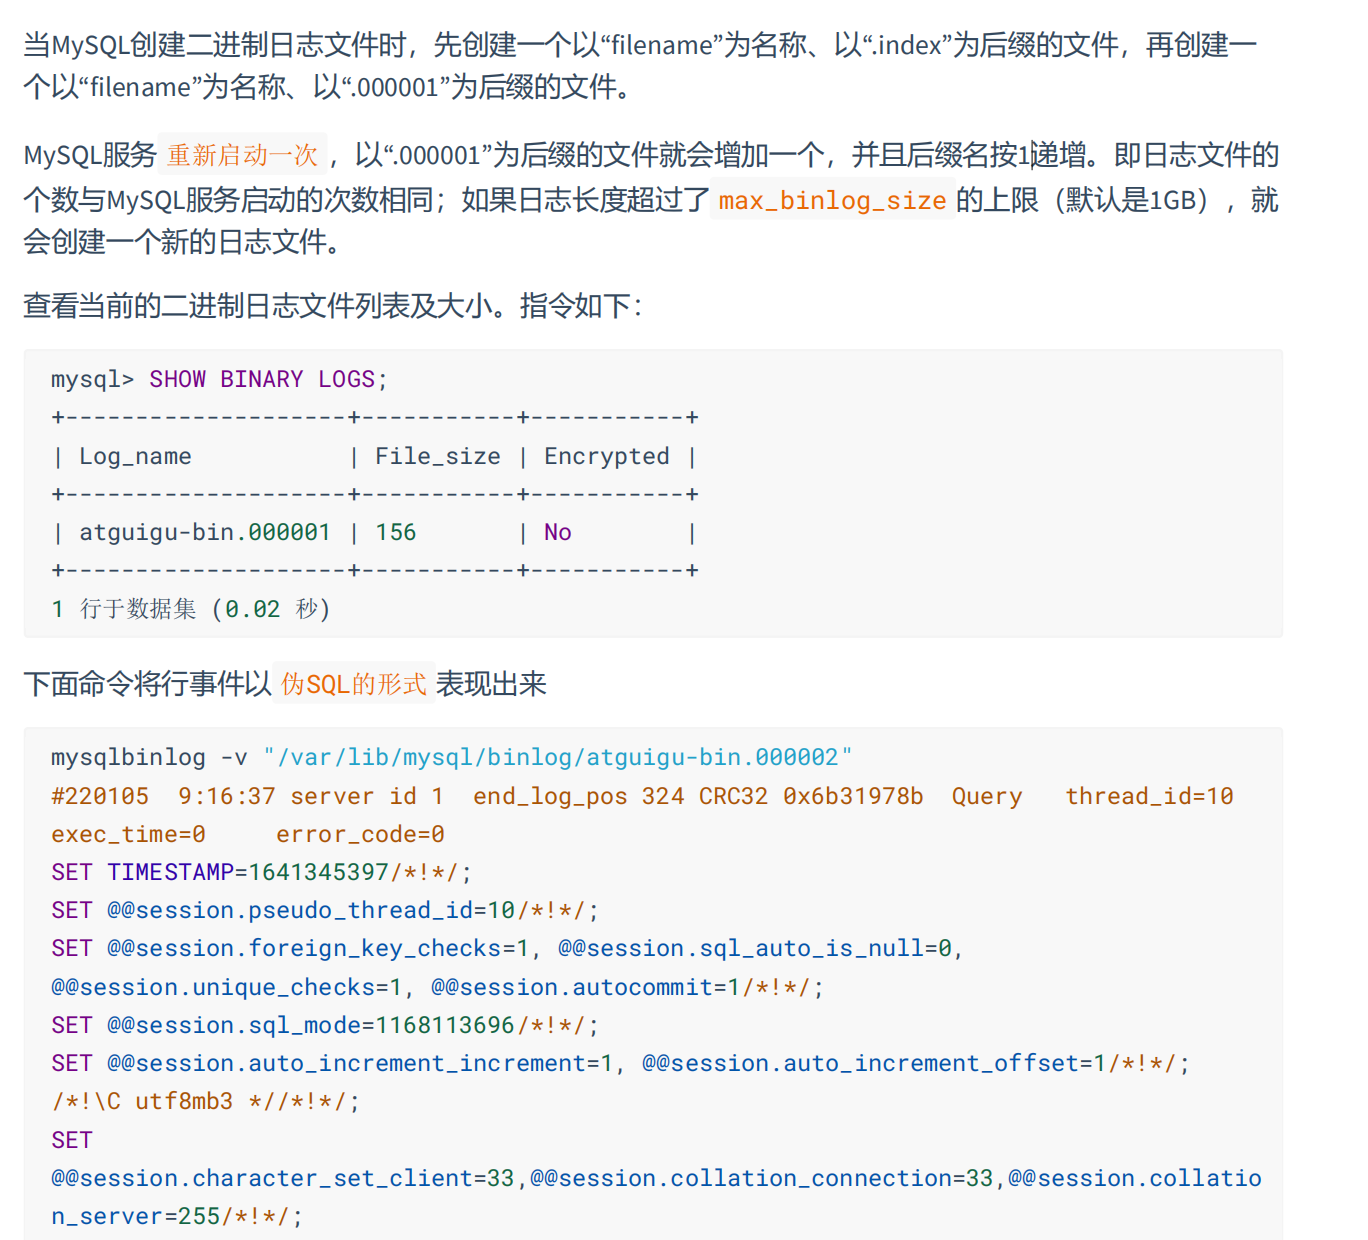 当MySQL创建二进制日志文件时，先创建一个以“filename”为名称、以“.index”为后缀的文件，再创建一
个以“filename”为名称、以“.000001”为后缀的文件。
MySQL服务 重新启动一次 ，以“.000001”为后缀的文件就会增加一个，并且后缀名按1递增。即日志文件的
个数与MySQL服务启动的次数相同；如果日志长度超过了 max_binlog_size 的上限（默认是1GB），就
会创建一个新的日志文件。
查看当前的二进制日志文件列表及大小。指令如下：
mysql> SHOW BINARY LOGS;
+--------------------+-----------+-----------+
| Log_name           | File_size | Encrypted |
+--------------------+-----------+-----------+
| atguigu-bin.000001 | 156       | No        |
+--------------------+-----------+-----------+
1 行于数据集 (0.02 秒)
下面命令将行事件以 伪SQL的形式 表现出来
mysqlbinlog -v "/var/lib/mysql/binlog/atguigu-bin.000002"
#220105  9:16:37 server id 1  end_log_pos 324 CRC32 0x6b31978b  Query   thread_id=10
exec_time=0     error_code=0
SET TIMESTAMP=1641345397/*!*/;
SET @@session.pseudo_thread_id=10/*!*/;
SET @@session.foreign_key_checks=1, @@session.sql_auto_is_null=0,
@@session.unique_checks=1, @@session.autocommit=1/*!*/;
SET @@session.sql_mode=1168113696/*!*/;
SET @@session.auto_increment_increment=1, @@session.auto_increment_offset=1/*!*/;
/*!\C utf8mb3 *//*!*/;
SET
@@session.character_set_client=33,@@session.collation_connection=33,@@session.collatio
n_server=255/*!*/;